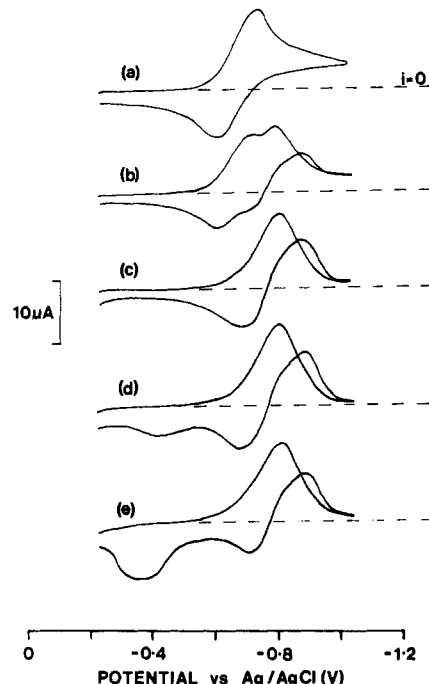 (a)
i=0
(b)
(c)
10μA
(d)
(e)
0 -0·4 -0·8 -1·2
POTENTIAL vs Ag/AgCl (V)